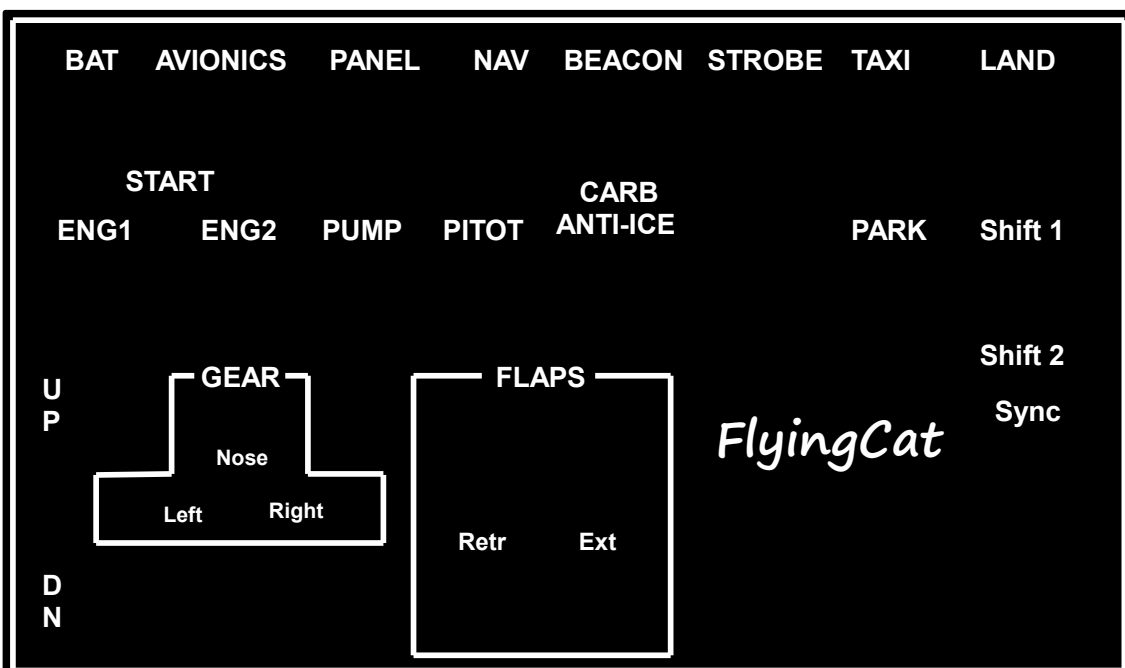 BAT AVIONICS PANEL NAV BEACON STROBE TAXI LAND
START
CARB
ENG1 ENG2 PUMP PITOT ANTI-ICE PARK Shift 1
Shift 2
GEAR FLAPS
U
P
Sync
FlyingCat
Nose
Left Right
Retr Ext
D
N